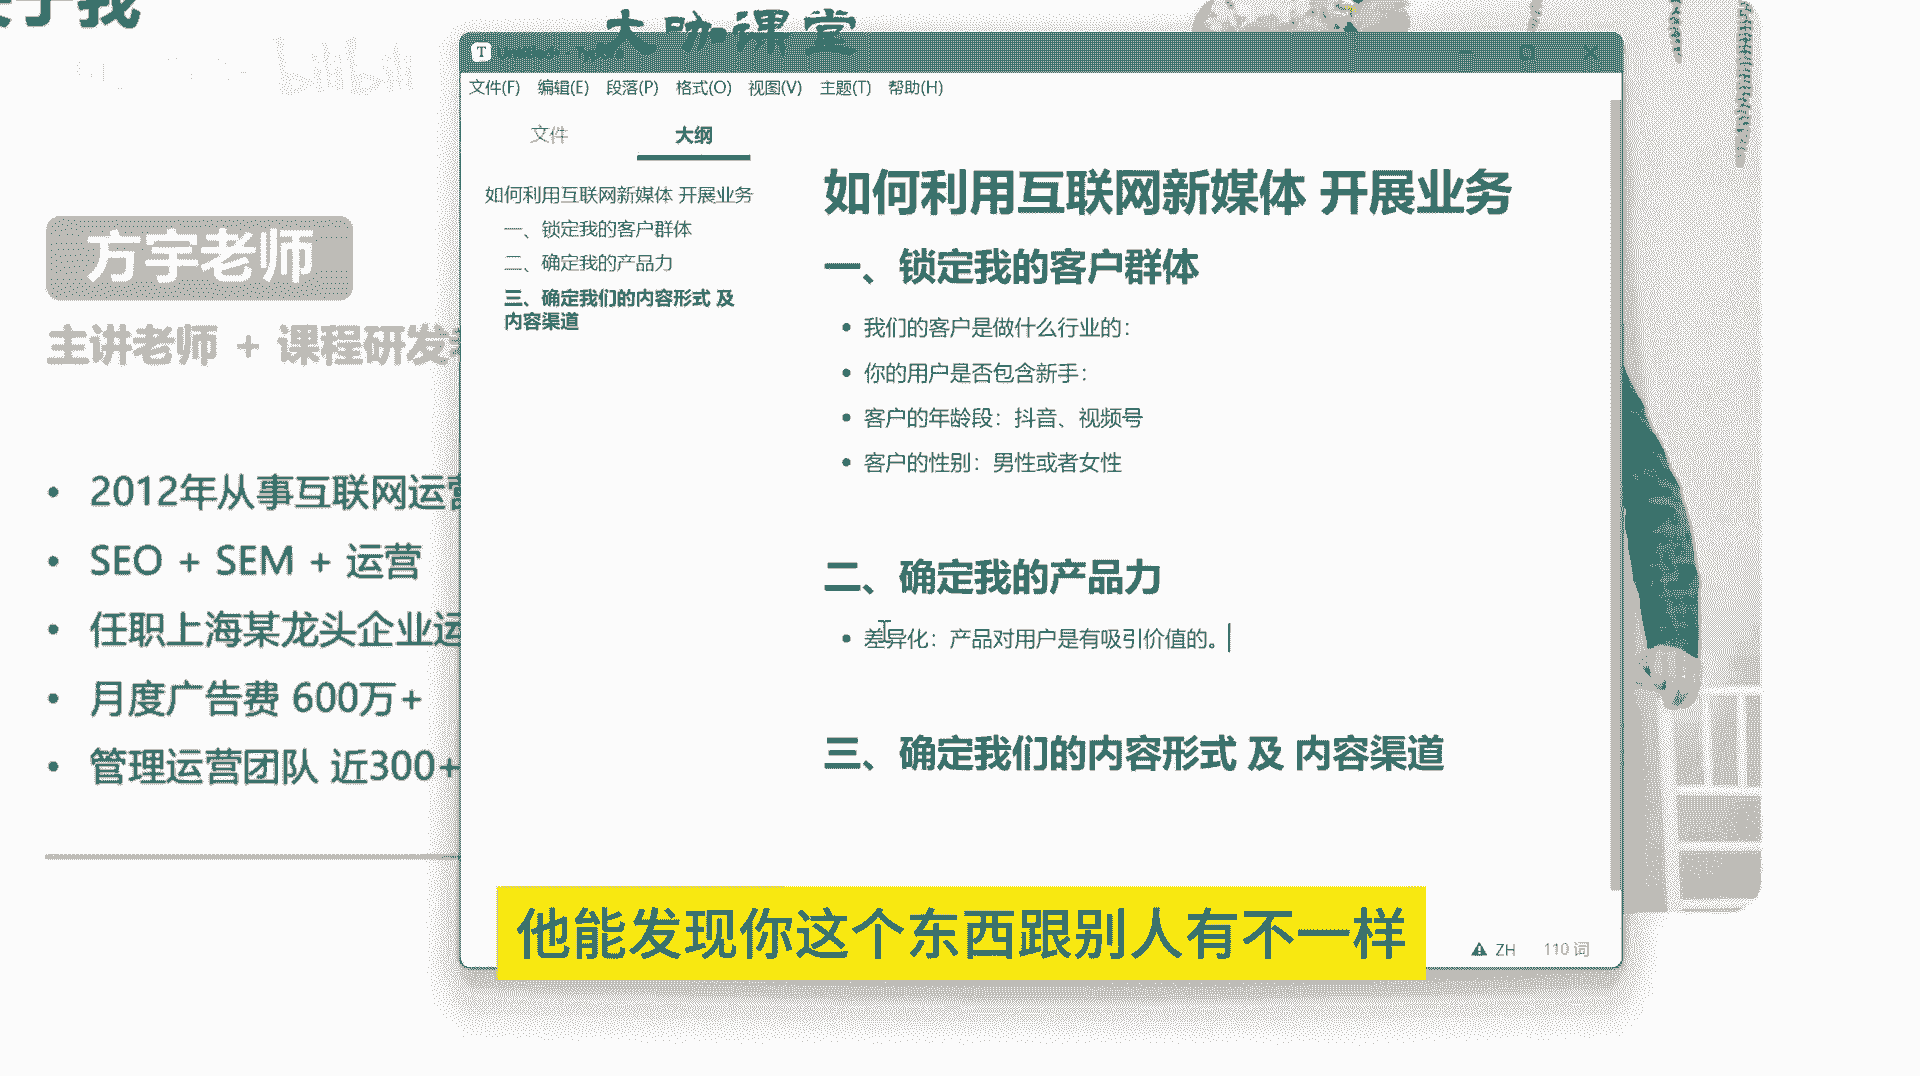 大咖课堂
bilibili
文件(F) 编辑(E) 段落(P) 格式(O) 视图(V) 主题(T) 帮助(H)
文件 大纲
如何利用互联网新媒体 开展业务
一、锁定我的客户群体
二、确定我的产品力
三、确定我们的内容形式 及
内容渠道
如何利用互联网新媒体 开展业务
一、锁定我的客户群体
• 我们的客户是做什么行业的：
• 你的用户是否包含新手：
• 客户的年龄段：抖音、视频号
• 客户的性别：男性或者女性
二、确定我的产品力
• 差异化：产品对用户是有吸引价值的。
三、确定我们的内容形式 及 内容渠道
ZH 110 词
方宇老师
主讲老师 + 课程研发
• 2012年从事互联网运营
• SEO + SEM + 运营
• 任职上海某龙头企业运
• 月度广告费 600万+
• 管理运营团队 近300+
他能发现你这个东西跟别人有不一样